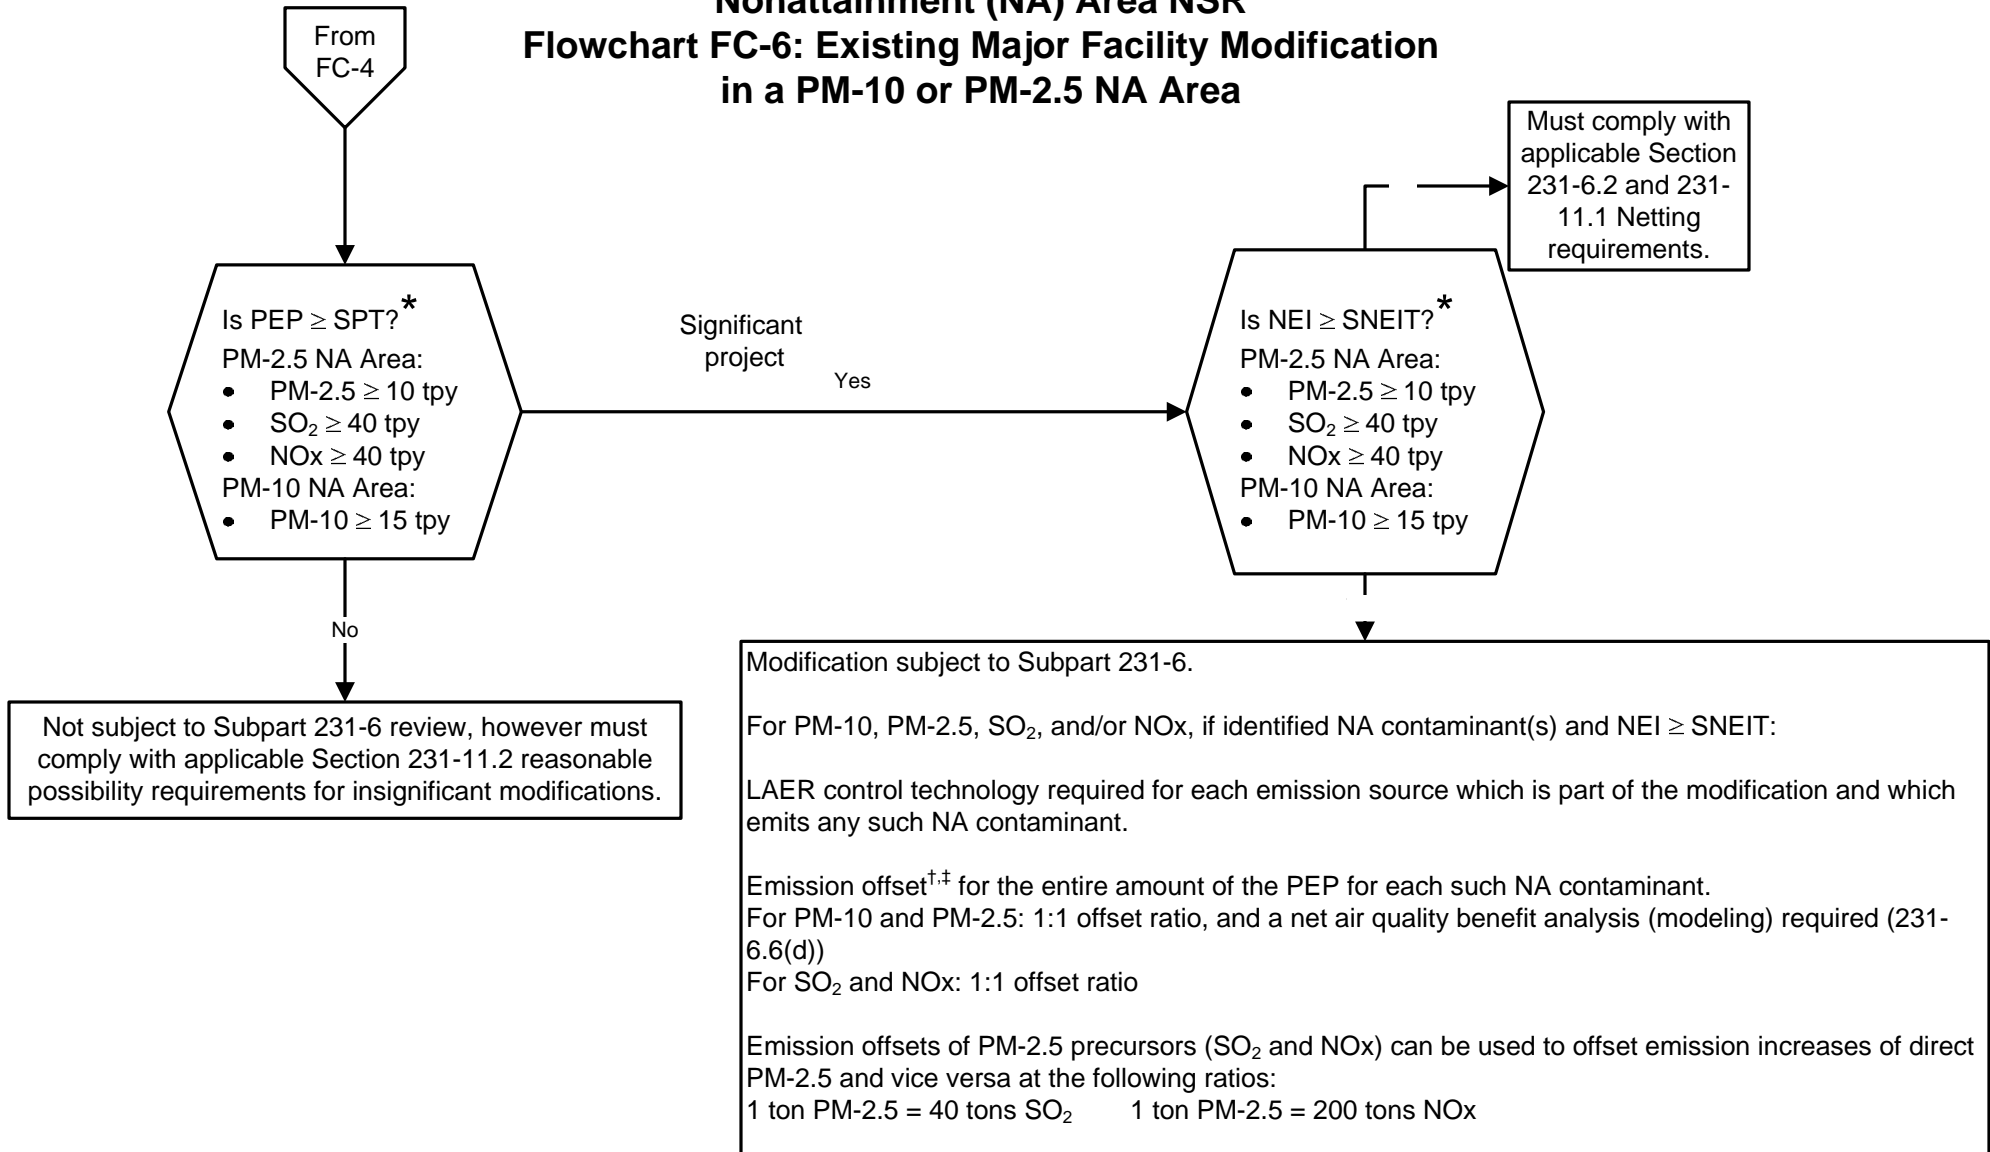 Nonattainment (NA) Area NSR
Flowchart FC-6: Existing Major Facility Modification
in a PM-10 or PM-2.5 NA Area
From
FC-4
Must comply with
applicable Section
231-6.2 and 231-
11.1 Netting
requirements.
Is PEP ≥ SPT?*
PM-2.5 NA Area:
• PM-2.5 ≥ 10 tpy
• SO₂ ≥ 40 tpy
• NOx ≥ 40 tpy
PM-10 NA Area:
• PM-10 ≥ 15 tpy
Significant
project
Yes
Is NEI ≥ SNEIT?*
PM-2.5 NA Area:
• PM-2.5 ≥ 10 tpy
• SO₂ ≥ 40 tpy
• NOx ≥ 40 tpy
PM-10 NA Area:
• PM-10 ≥ 15 tpy
No
Not subject to Subpart 231-6 review, however must
comply with applicable Section 231-11.2 reasonable
possibility requirements for insignificant modifications.
Modification subject to Subpart 231-6.
For PM-10, PM-2.5, SO₂, and/or NOx, if identified NA contaminant(s) and NEI ≥ SNEIT:
LAER control technology required for each emission source which is part of the modification and which
emits any such NA contaminant.
Emission offset†,‡ for the entire amount of the PEP for each such NA contaminant.
For PM-10 and PM-2.5: 1:1 offset ratio, and a net air quality benefit analysis (modeling) required (231-
6.6(d))
For SO₂ and NOx: 1:1 offset ratio
Emission offsets of PM-2.5 precursors (SO₂ and NOx) can be used to offset emission increases of direct
PM-2.5 and vice versa at the following ratios:
1 ton PM-2.5 = 40 tons SO₂ 1 ton PM-2.5 = 200 tons NOx